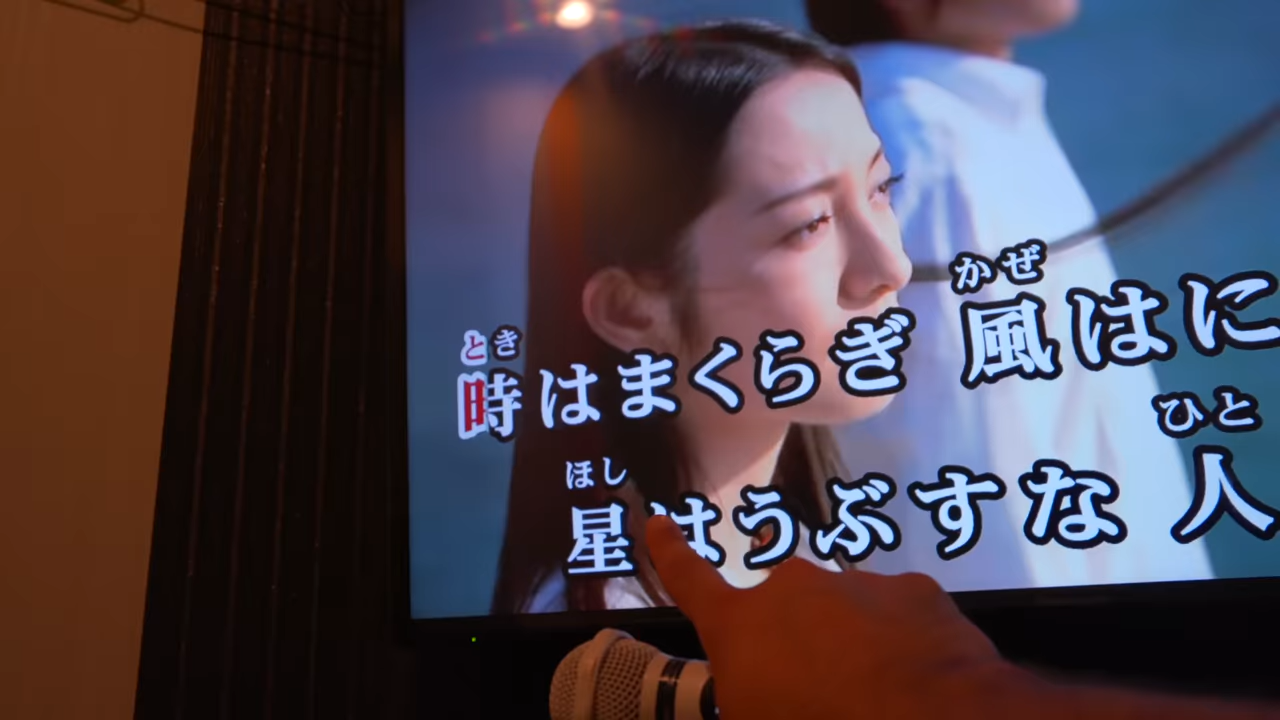 とき かぜ
時はまくらぎ 風はに
ほし ひと
星はうぶすな 人